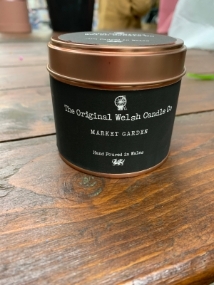 The Original Welsh Candle Co
MARKET GARDEN
Hand Poured in Wales